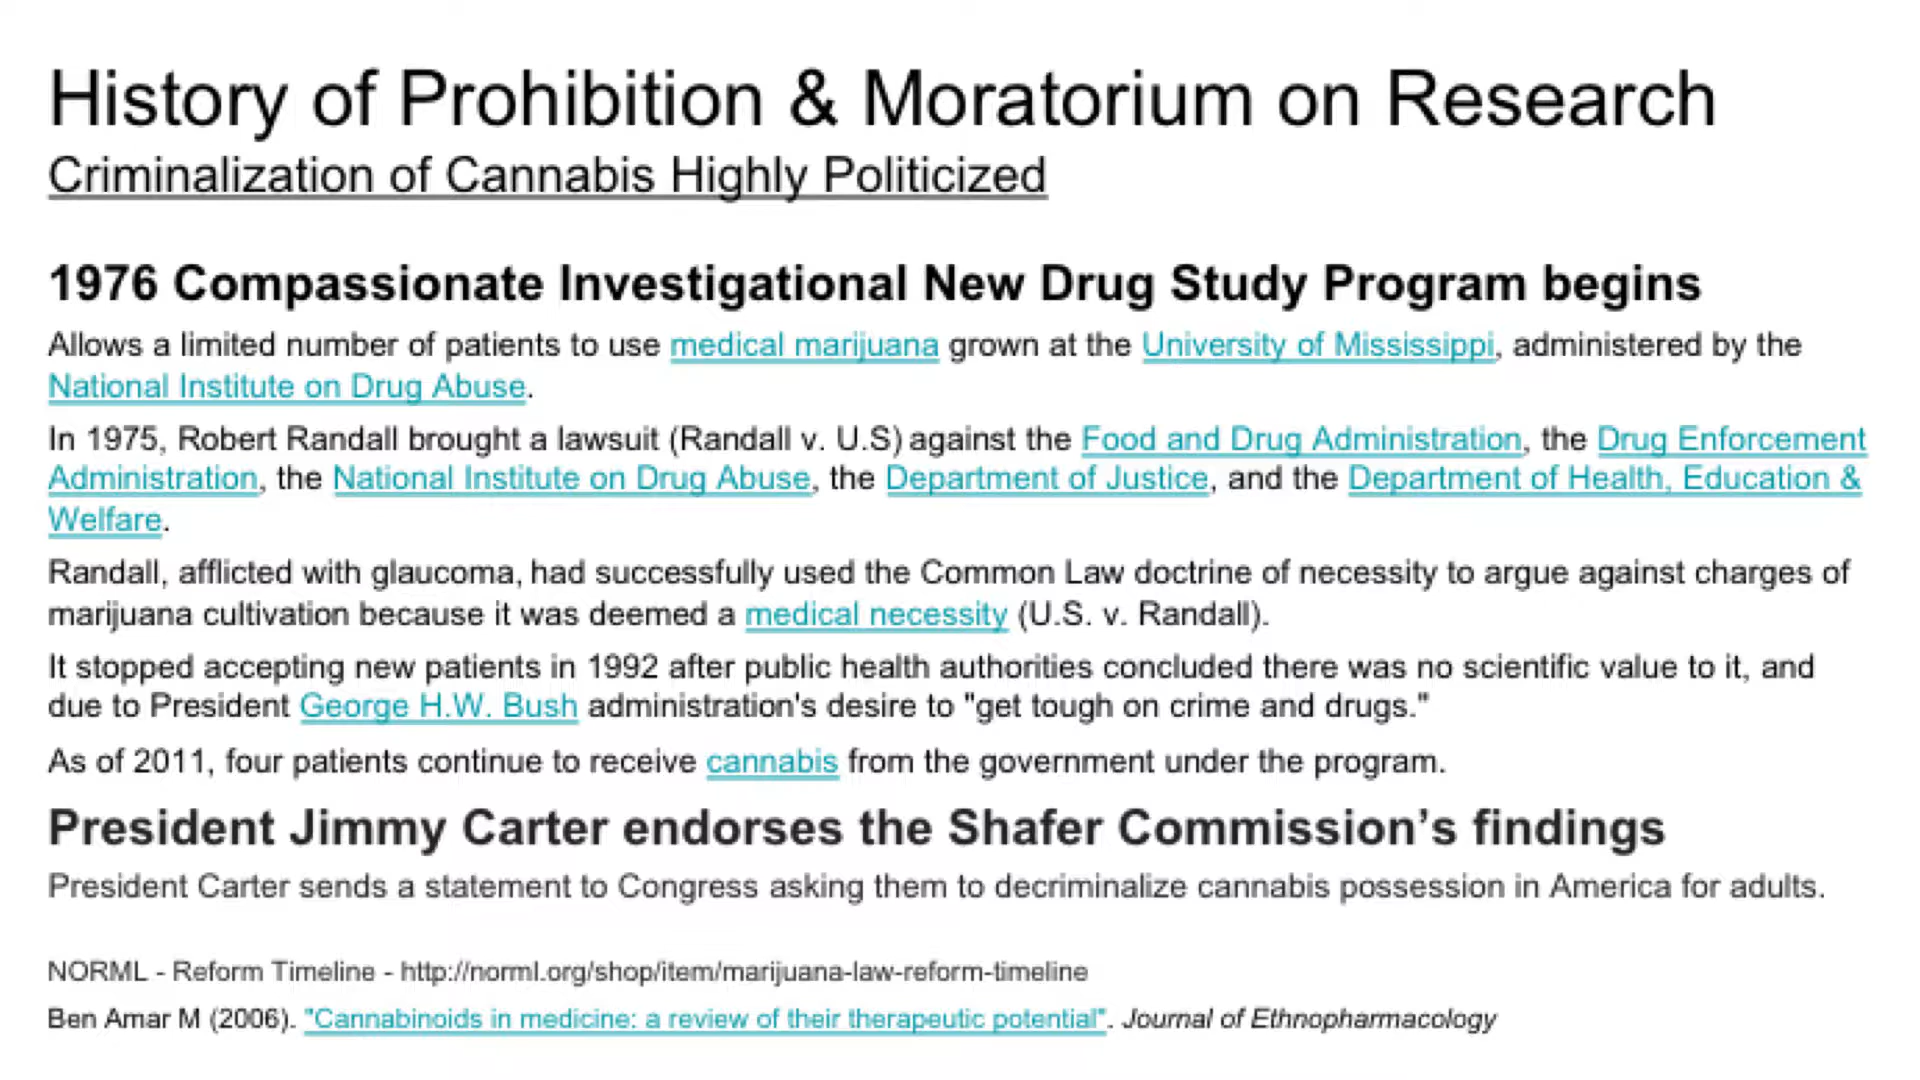 History of Prohibition & Moratorium on Research
Criminalization of Cannabis Highly Politicized
1976 Compassionate Investigational New Drug Study Program begins
Allows a limited number of patients to use medical marijuana grown at the University of Mississippi, administered by the
National Institute on Drug Abuse.
In 1975, Robert Randall brought a lawsuit (Randall v. U.S) against the Food and Drug Administration, the Drug Enforcement
Administration, the National Institute on Drug Abuse, the Department of Justice, and the Department of Health, Education &
Welfare.
Randall, afflicted with glaucoma, had successfully used the Common Law doctrine of necessity to argue against charges of
marijuana cultivation because it was deemed a medical necessity (U.S. v. Randall).
It stopped accepting new patients in 1992 after public health authorities concluded there was no scientific value to it, and
due to President George H.W. Bush administration's desire to "get tough on crime and drugs."
As of 2011, four patients continue to receive cannabis from the government under the program.
President Jimmy Carter endorses the Shafer Commission’s findings
President Carter sends a statement to Congress asking them to decriminalize cannabis possession in America for adults.
NORML - Reform Timeline - http://norml.org/shop/item/marijuana-law-reform-timeline
Ben Amar M (2006). "Cannabinoids in medicine: a review of their therapeutic potential". Journal of Ethnopharmacology